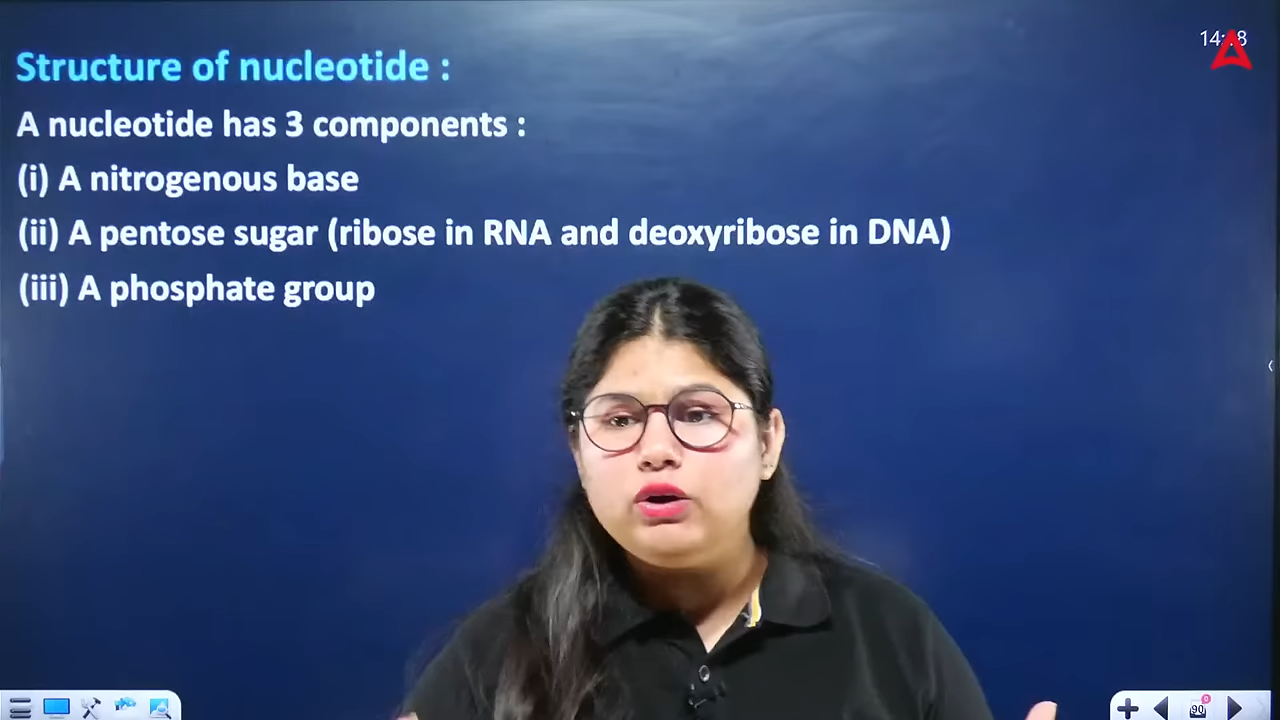 Structure of nucleotide :
A nucleotide has 3 components :
(i) A nitrogenous base
(ii) A pentose sugar (ribose in RNA and deoxyribose in DNA)
(iii) A phosphate group
90